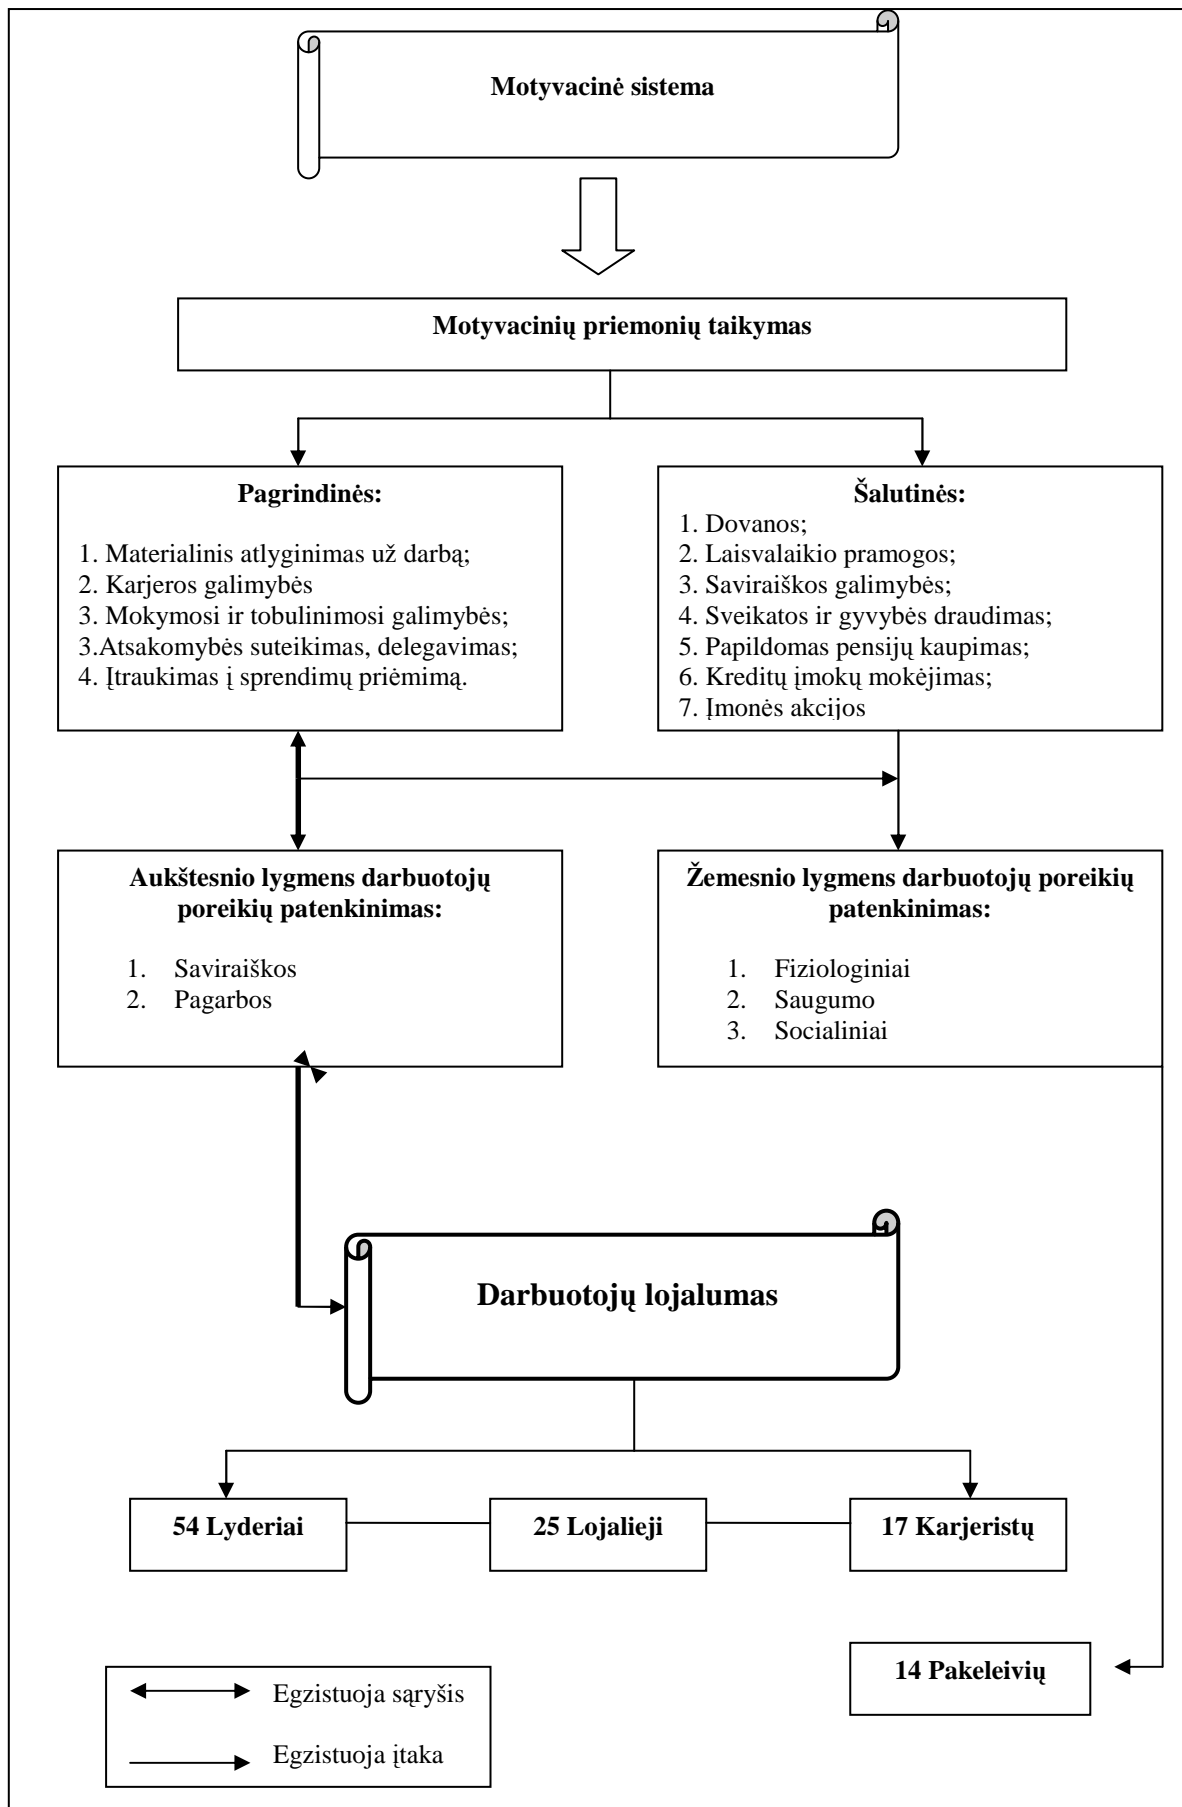 Motyvacinė sistema
Motyvacinių priemonių taikymas
Pagrindinės:
1. Materialinis atlyginimas už darbą;
2. Karjeros galimybės
3. Mokymosi ir tobulinimosi galimybės;
3.Atsakomybės suteikimas, delegavimas;
4. Įtraukimas į sprendimų priėmimą.
Šalutinės:
1. Dovanos;
2. Laisvalaikio pramogos;
3. Saviraiškos galimybės;
4. Sveikatos ir gyvybės draudimas;
5. Papildomas pensijų kaupimas;
6. Kreditų įmokų mokėjimas;
7. Įmonės akcijos
Aukštesnio lygmens darbuotojų
poreikių patenkinimas:
1. Saviraiškos
2. Pagarbos
Žemesnio lygmens darbuotojų poreikių
patenkinimas:
1. Fiziologiniai
2. Saugumo
3. Socialiniai
Darbuotojų lojalumas
54 Lyderiai
25 Lojalieji
17 Karjeristų
14 Pakeleivių
Egzistuoja sąryšis
Egzistuoja įtaka